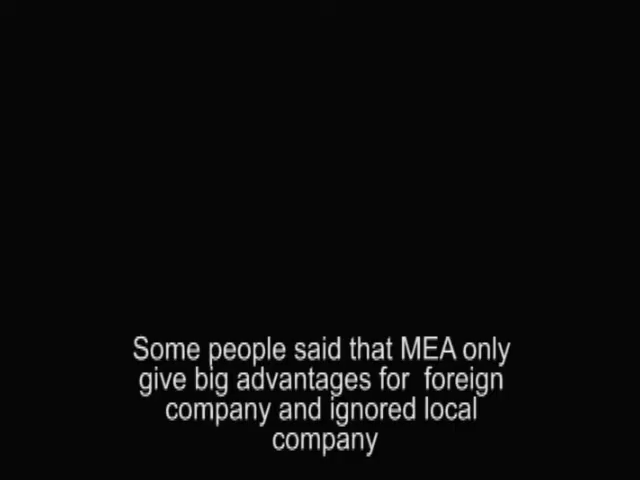 Some people said that MEA only
give big advantages for  foreign
company and ignored local
company